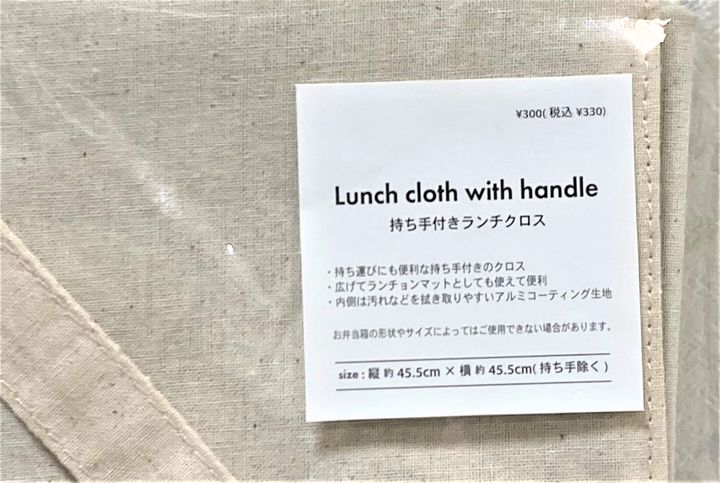 ¥300(税込 ¥330)
Lunch cloth with handle
持ち手付きランチクロス
・持ち運びにも便利な持ち手付きのクロス
・広げてランチョンマットとしても使えて便利
・内側は汚れなどを拭き取りやすいアルミコーティング生地
お弁当箱の形状やサイズによってはご使用できない場合があります。
size : 縦 約 45.5cm × 横 約 45.5cm( 持ち手除く )